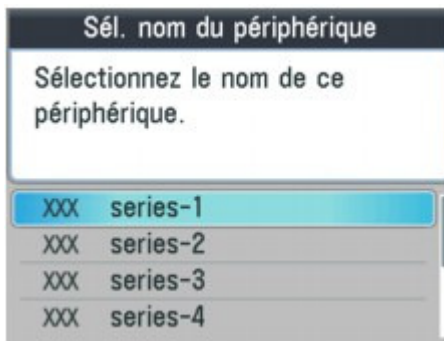 Sél. nom du périphérique
Sélectionnez le nom de ce
périphérique.
XXX series-1
XXX series-2
XXX series-3
XXX series-4